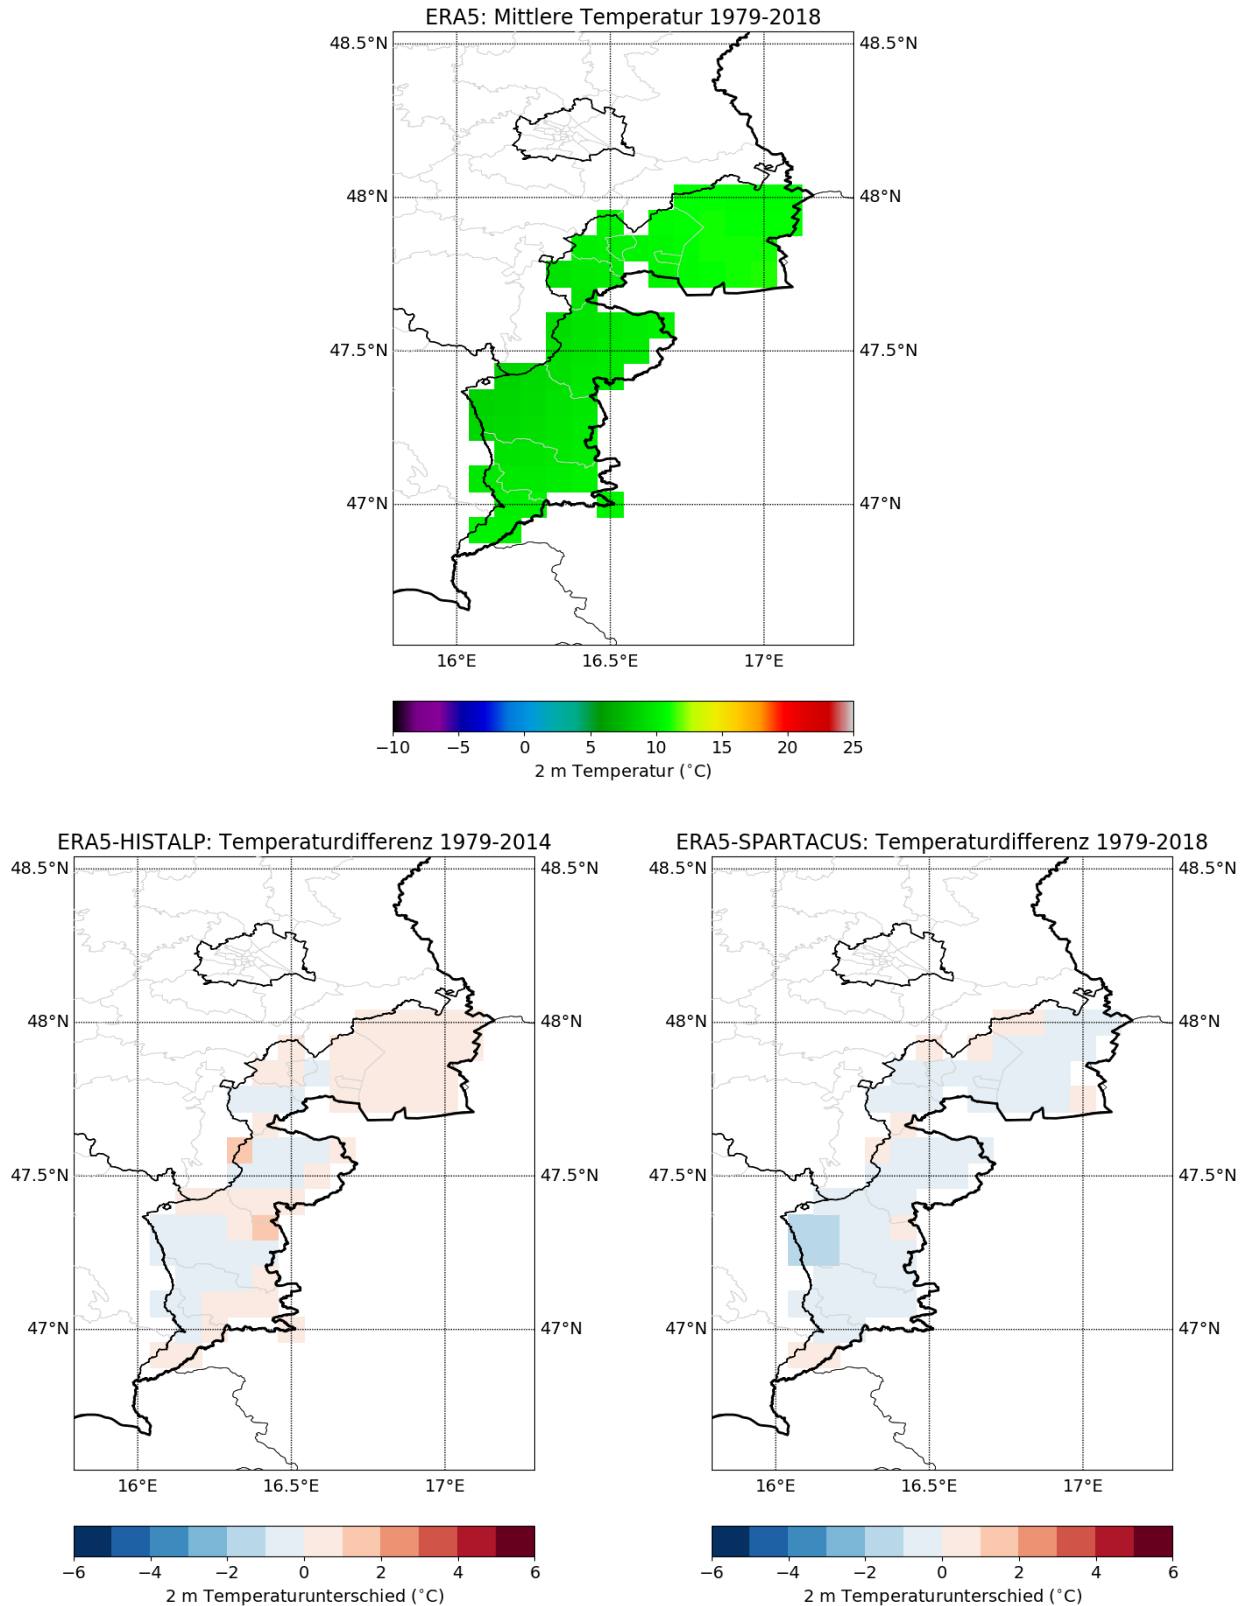 ERA5: Mittlere Temperatur 1979-2018
48.5°N 48.5°N
48°N 48°N
47.5°N 47.5°N
47°N 47°N
16°E 16.5°E 17°E
−10 −5 0 5 10 15 20 25
2 m Temperatur (°C)
ERA5-HISTALP: Temperaturdifferenz 1979-2014
48.5°N 48.5°N
48°N 48°N
47.5°N 47.5°N
47°N 47°N
16°E 16.5°E 17°E
−6 −4 −2 0 2 4 6
2 m Temperaturunterschied (°C)
ERA5-SPARTACUS: Temperaturdifferenz 1979-2018
48.5°N 48.5°N
48°N 48°N
47.5°N 47.5°N
47°N 47°N
16°E 16.5°E 17°E
−6 −4 −2 0 2 4 6
2 m Temperaturunterschied (°C)